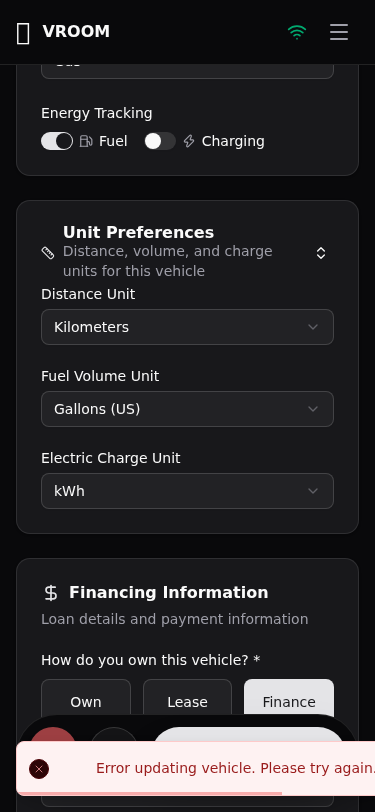 VROOM
Energy Tracking
Fuel
Charging
Unit Preferences
Distance, volume, and charge
units for this vehicle
Distance Unit
Kilometers
Fuel Volume Unit
Gallons (US)
Electric Charge Unit
kWh
Financing Information
Loan details and payment information
How do you own this vehicle? *
Own
Lease
Finance
Error updating vehicle. Please try again.